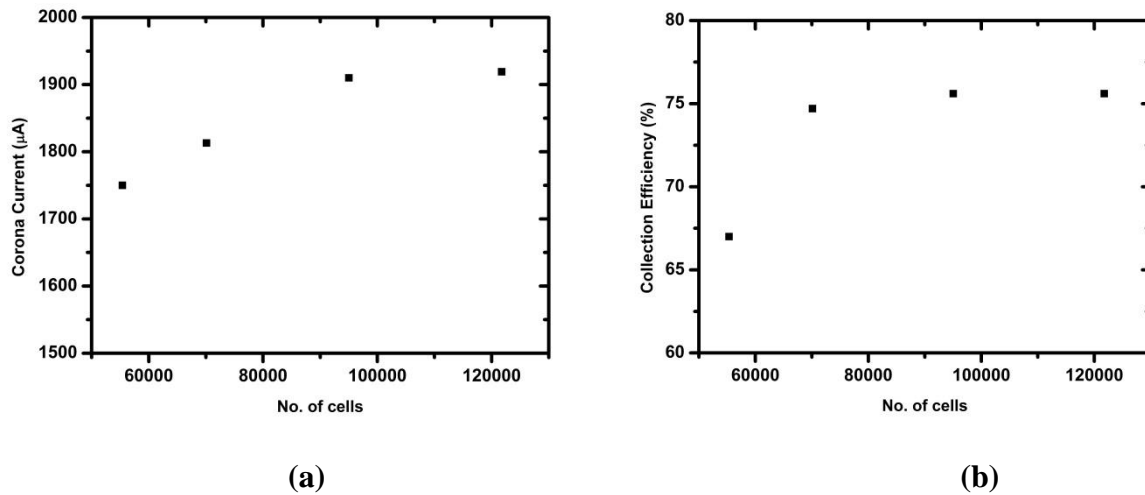 2000
1900
1800
1700
1600
1500
Corona Current (μA)
60000 80000 100000 120000
No. of cells
(a)
80
75
70
65
60
Collection Efficiency (%)
60000 80000 100000 120000
No. of cells
(b)